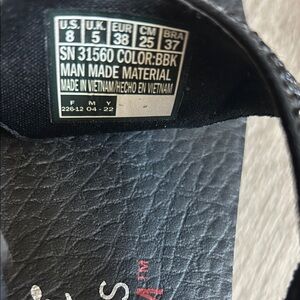 U.S. U.K. EUR CM BRA
8 5 38 25 37
SN 31560 COLOR:BBK
MAN MADE MATERIAL
MADE IN VIETNAM/HECHO EN VIETNAM
F M Y
226-12 04 - 22
S
A™